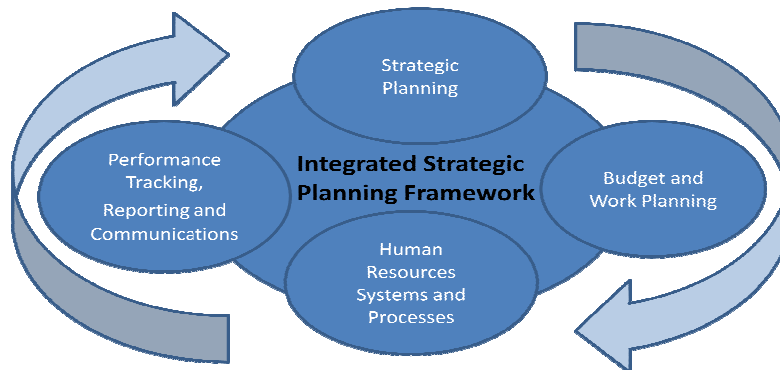 Strategic
Planning
Performance
Tracking,
Reporting and
Communications
Integrated Strategic
Planning Framework
Budget and
Work Planning
Human
Resources
Systems and
Processes